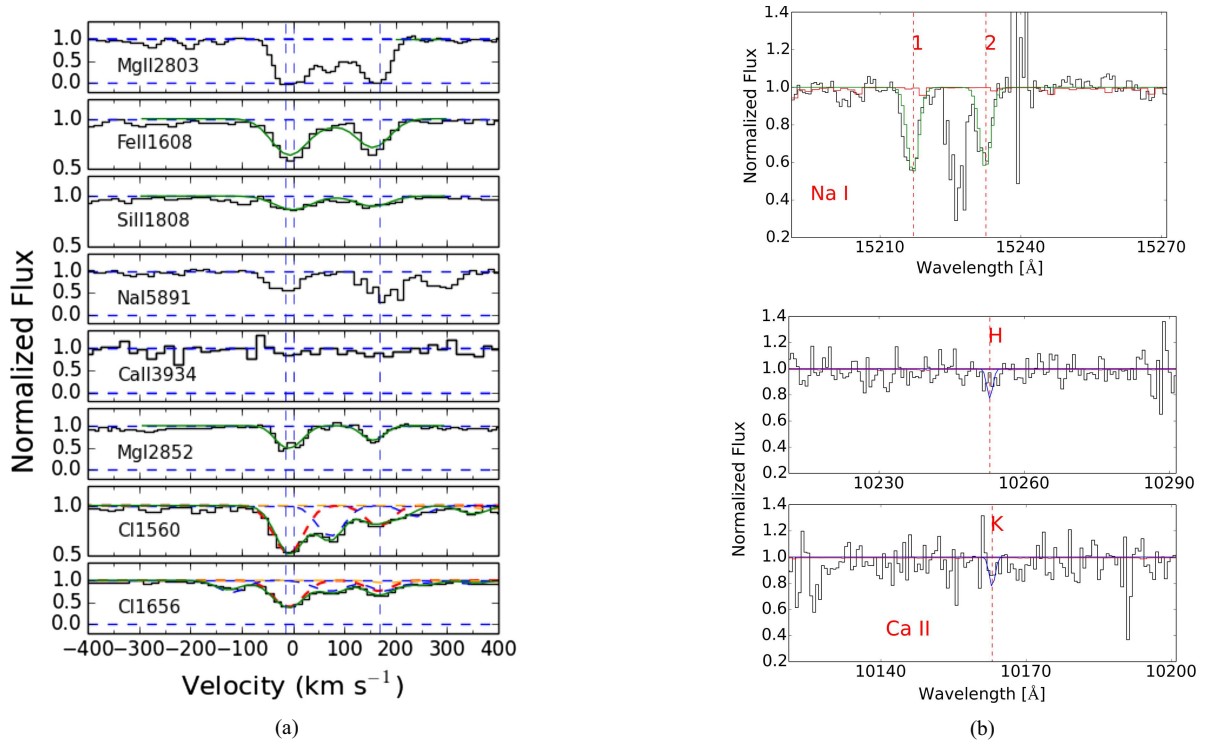 Normalized Flux
1.0
0.5
0.0
MgII2803
1.0
FeII1608
0.5
1.0
SiII1808
0.5
1.0
0.5
NaI5891
0.0
1.0
0.5
CaII3934
0.0
1.0
0.5
MgI2852
0.0
1.0
CI1560
0.5
1.0
0.5
CI1656
0.0
−400 −300 −200 −100 0 100 200 300 400
Velocity (km s⁻¹)
(a)
Normalized Flux
1.4
1.2
1.0
0.8
0.6
0.4
0.2
1 2
Na I
15210 15240 15270
Wavelength [Å]
Normalized Flux
1.4
1.2
1.0
0.8
0.6
0.4
0.2
H
10230 10260 10290
1.4
1.2
1.0
0.8
0.6
0.4
0.2
K
Ca II
10140 10170 10200
Wavelength [Å]
(b)